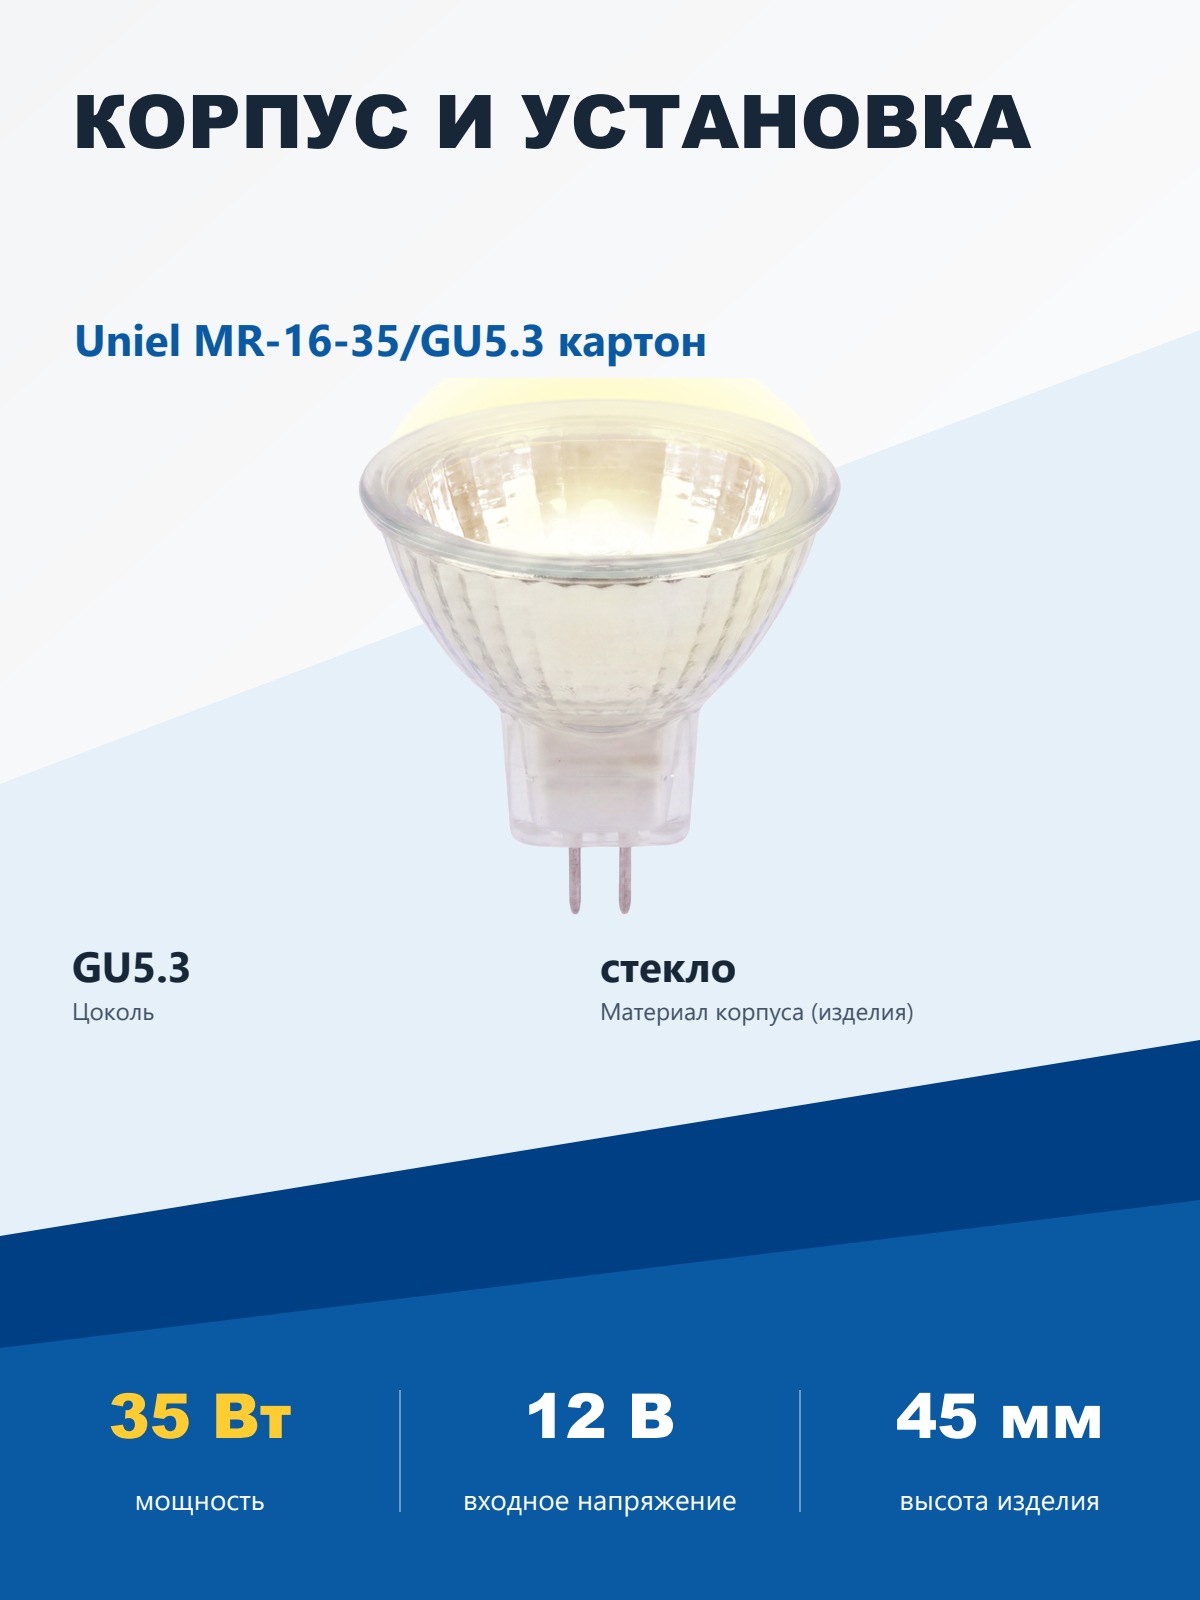 КОРПУС И УСТАНОВКА
Uniel MR-16-35/GU5.3 картон
GU5.3
Цоколь
стекло
Материал корпуса (изделия)
35 Вт
мощность
12 В
входное напряжение
45 мм
высота изделия